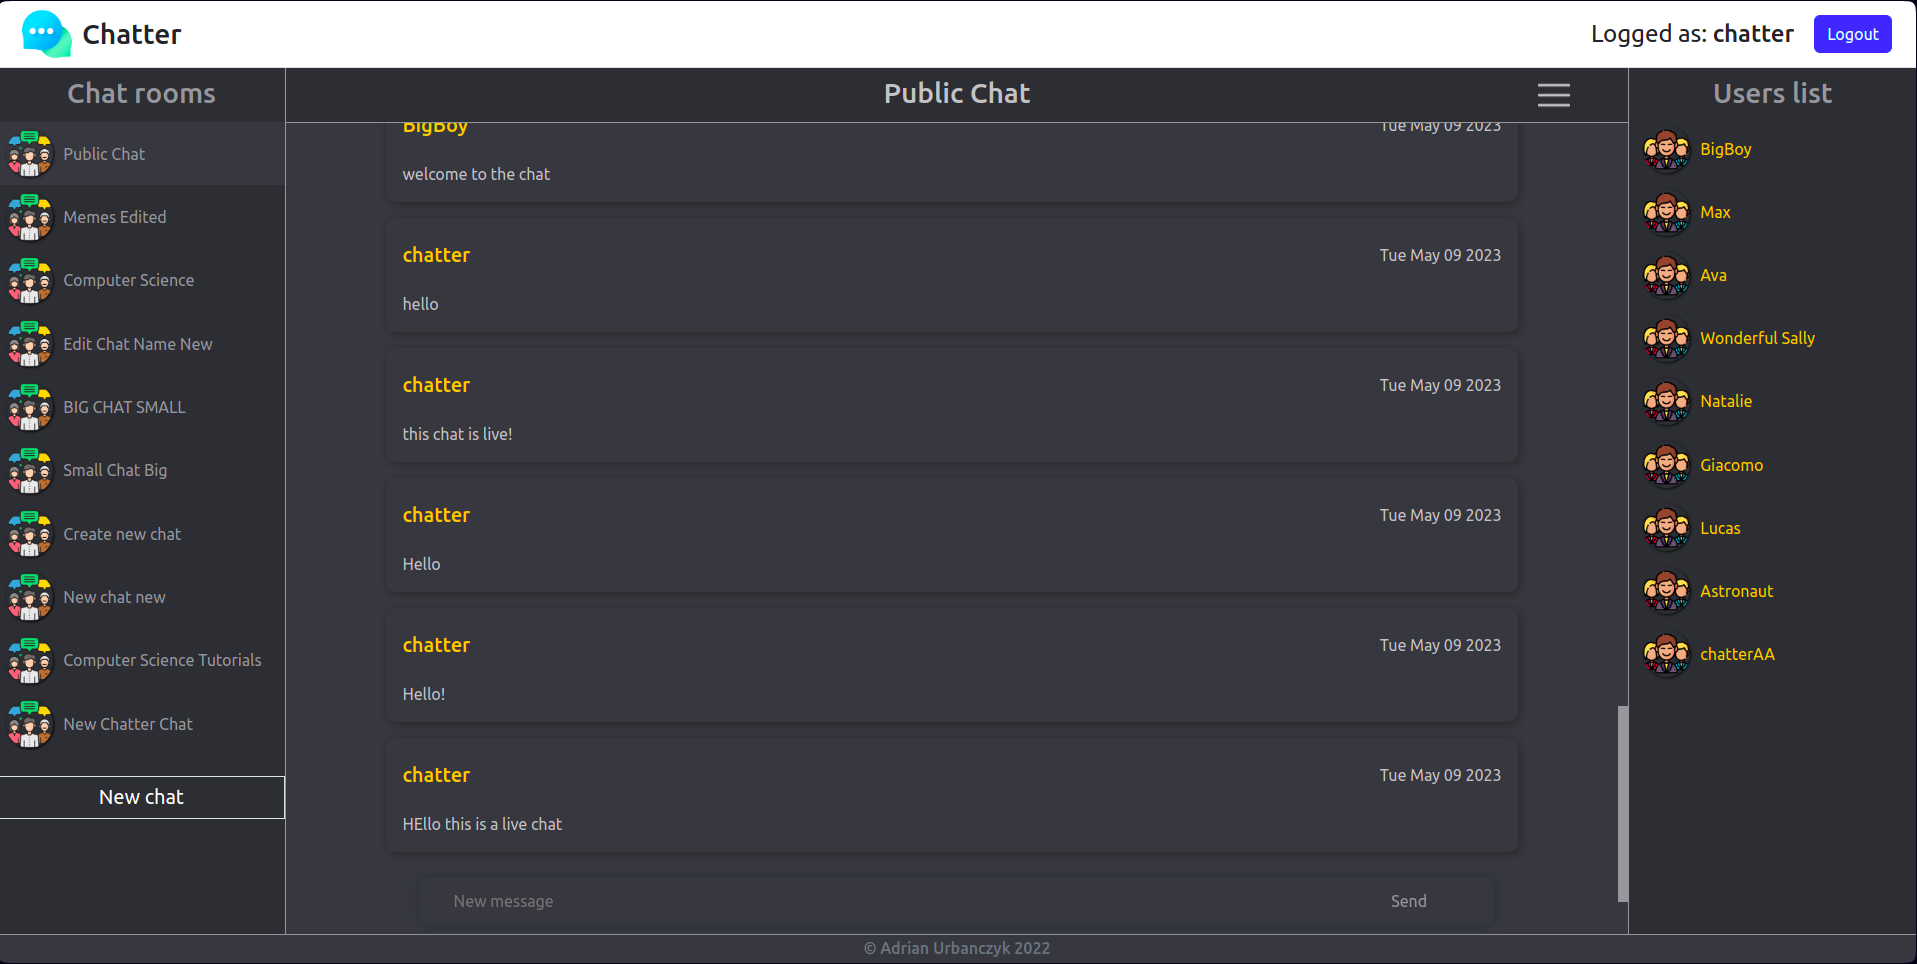 Chatter
Logged as: chatter
Logout
Chat rooms
Public Chat
Memes Edited
Computer Science
Edit Chat Name New
BIG CHAT SMALL
Small Chat Big
Create new chat
New chat new
Computer Science Tutorials
New Chatter Chat
New chat
Public Chat
BigBoy
Tue May 09 2023
welcome to the chat
chatter
Tue May 09 2023
hello
chatter
Tue May 09 2023
this chat is live!
chatter
Tue May 09 2023
Hello
chatter
Tue May 09 2023
Hello!
chatter
Tue May 09 2023
HEllo this is a live chat
New message
Send
Users list
BigBoy
Max
Ava
Wonderful Sally
Natalie
Giacomo
Lucas
Astronaut
chatterAA
© Adrian Urbanczyk 2022